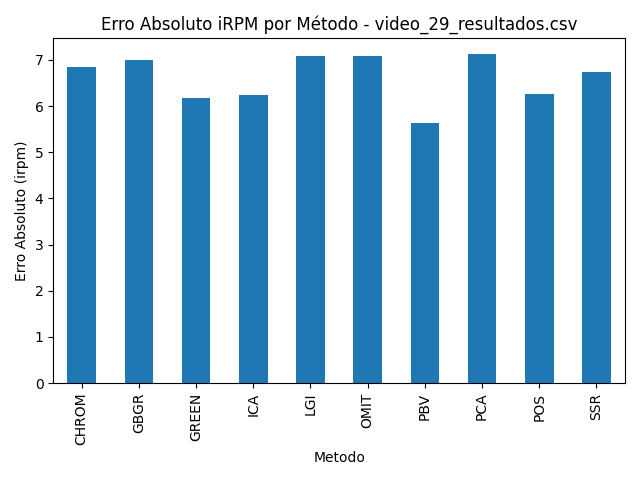 Erro Absoluto iRPM por Método - video_29_resultados.csv
Erro Absoluto (irpm)
7
6
5
4
3
2
1
0
CHROM
GBGR
GREEN
ICA
LGI
OMIT
PBV
PCA
POS
SSR
Metodo